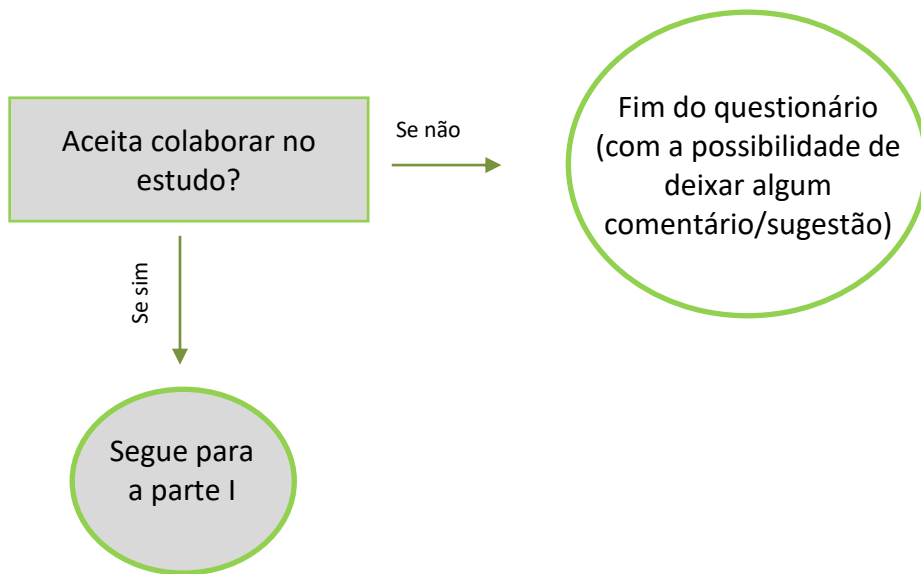 Aceita colaborar no
estudo?
Se não
Fim do questionário
(com a possibilidade de
deixar algum
comentário/sugestão)
Se sim
Segue para
a parte I